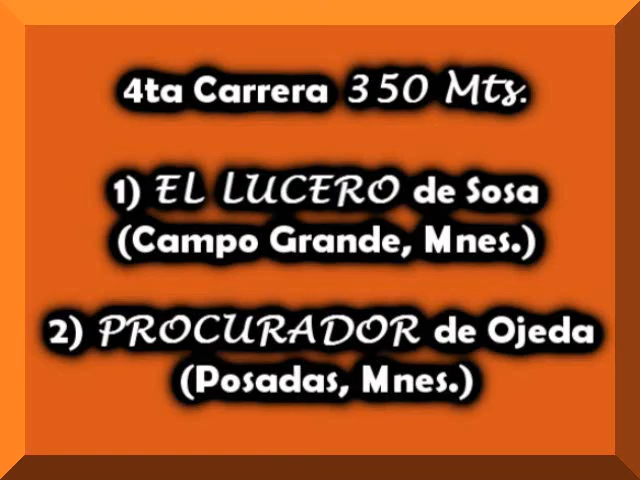 4ta Carrera 350 Mts.
1) EL LUCERO de Sosa
(Campo Grande, Mnes.)
2) PROCURADOR de Ojeda
(Posadas, Mnes.)